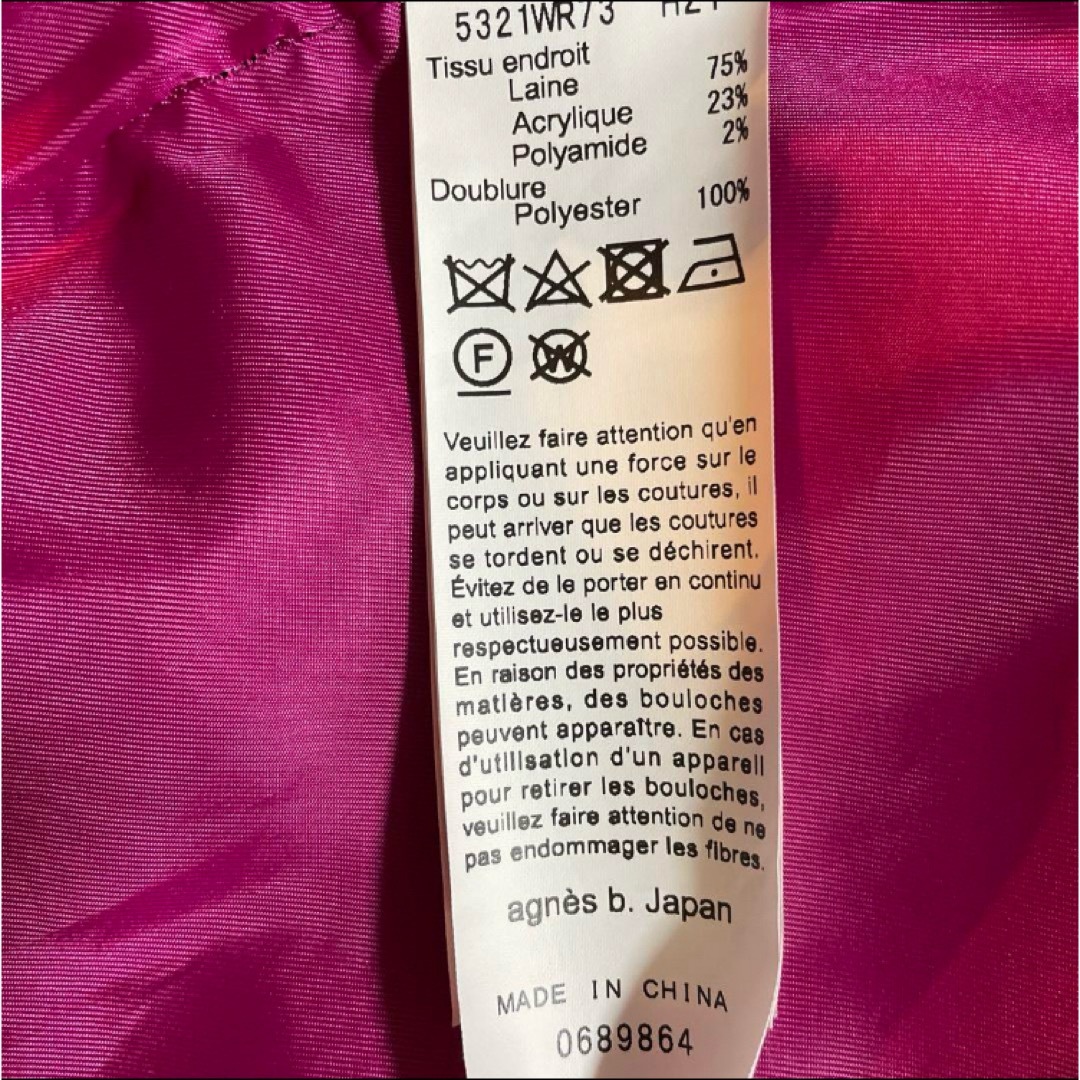 5321WR73 H21
Tissu endroit
Laine 75%
Acrylique 23%
Polyamide 2%
Doublure
Polyester 100%
F W
Veuillez faire attention qu'en
appliquant une force sur le
corps ou sur les coutures, il
peut arriver que les coutures
se tordent ou se déchirent.
Évitez de le porter en continu
et utilisez-le le plus
respectueusement possible.
En raison des propriétés des
matières, des bouloches
peuvent apparaître. En cas
d'utilisation d'un appareil
pour retirer les bouloches,
veuillez faire attention de ne
pas endommager les fibres.
agnès b. Japan
MADE IN CHINA
0689864